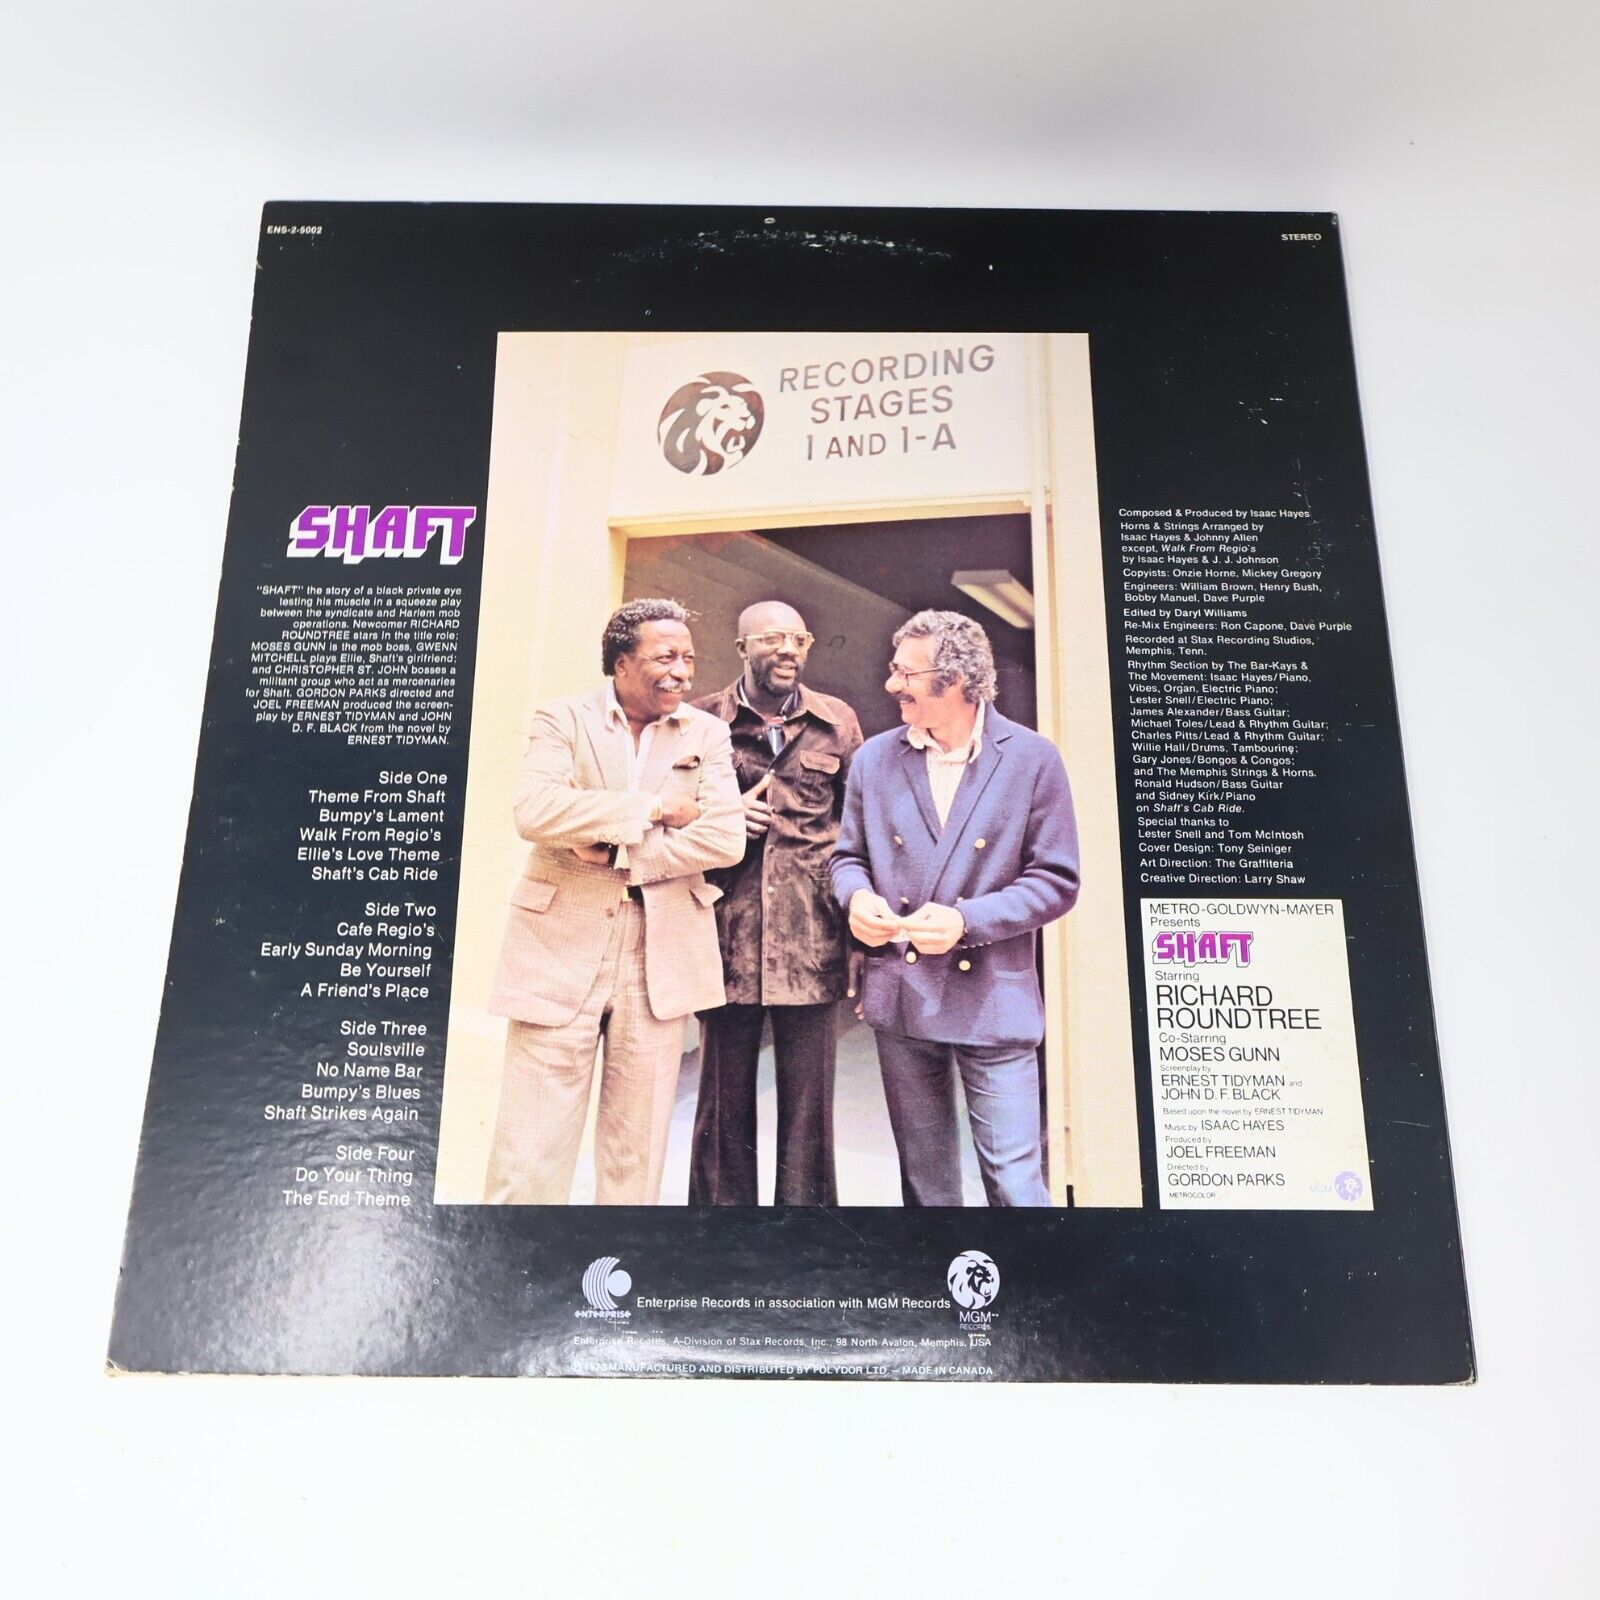 ENS-2-5002
STEREO
RECORDING
STAGES
1 AND 1-A
SHAFT
"SHAFT" the story of a black private eye
testing his muscle in a squeeze play
between the syndicate and Harlem mob
operations. Newcomer RICHARD
ROUNDTREE stars in the title role;
MOSES GUNN is the mob boss, GWENN
MITCHELL plays Ellie, Shaft's girlfriend;
and CHRISTOPHER ST. JOHN bosses a
militant group who act as mercenaries
for Shaft. GORDON PARKS directed and
JOEL FREEMAN produced the screen-
play by ERNEST TIDYMAN and JOHN
D. F. BLACK from the novel by
ERNEST TIDYMAN.
Side One
Theme From Shaft
Bumpy's Lament
Walk From Regio's
Ellie's Love Theme
Shaft's Cab Ride
Side Two
Cafe Regio's
Early Sunday Morning
Be Yourself
A Friend's Place
Side Three
Soulsville
No Name Bar
Bumpy's Blues
Shaft Strikes Again
Side Four
Do Your Thing
The End Theme
Composed & Produced by Isaac Hayes
Horns & Strings Arranged by
Isaac Hayes & Johnny Allen
except, Walk From Regio's
by Isaac Hayes & J. J. Johnson
Copyists: Onzie Horne, Mickey Gregory
Engineers: William Brown, Henry Bush,
Bobby Manuel, Dave Purple
Edited by Daryl Williams
Re-Mix Engineers: Ron Capone, Dave Purple
Recorded at Stax Recording Studios,
Memphis, Tenn.
Rhythm Section by The Bar-Kays &
The Movement: Isaac Hayes/Piano,
Vibes, Organ, Electric Piano;
Lester Snell/Electric Piano;
James Alexander/Bass Guitar;
Michael Toles/Lead & Rhythm Guitar;
Charles Pitts/Lead & Rhythm Guitar;
Willie Hall/Drums, Tambourine;
Gary Jones/Bongos & Congos;
and The Memphis Strings & Horns.
Ronald Hudson/Bass Guitar
and Sidney Kirk/Piano
on Shaft's Cab Ride.
Special thanks to
Lester Snell and Tom McIntosh
Cover Design: Tony Seiniger
Art Direction: The Graffiteria
Creative Direction: Larry Shaw
METRO-GOLDWYN-MAYER
Presents
SHAFT
Starring
RICHARD
ROUNDTREE
Co-Starring
MOSES GUNN
Screenplay by
ERNEST TIDYMAN and
JOHN D. F. BLACK
Based upon the novel by ERNEST TIDYMAN
Music by ISAAC HAYES
Produced by
JOEL FREEMAN
Directed by
GORDON PARKS
METROCOLOR
MGM
ENTERPRISE
Enterprise Records in association with MGM Records
MGM
RECORDS
Enterprise Records, A Division of Stax Records, Inc., 98 North Avalon, Memphis, USA
MANUFACTURED AND DISTRIBUTED BY POLYDOR LTD. — MADE IN CANADA